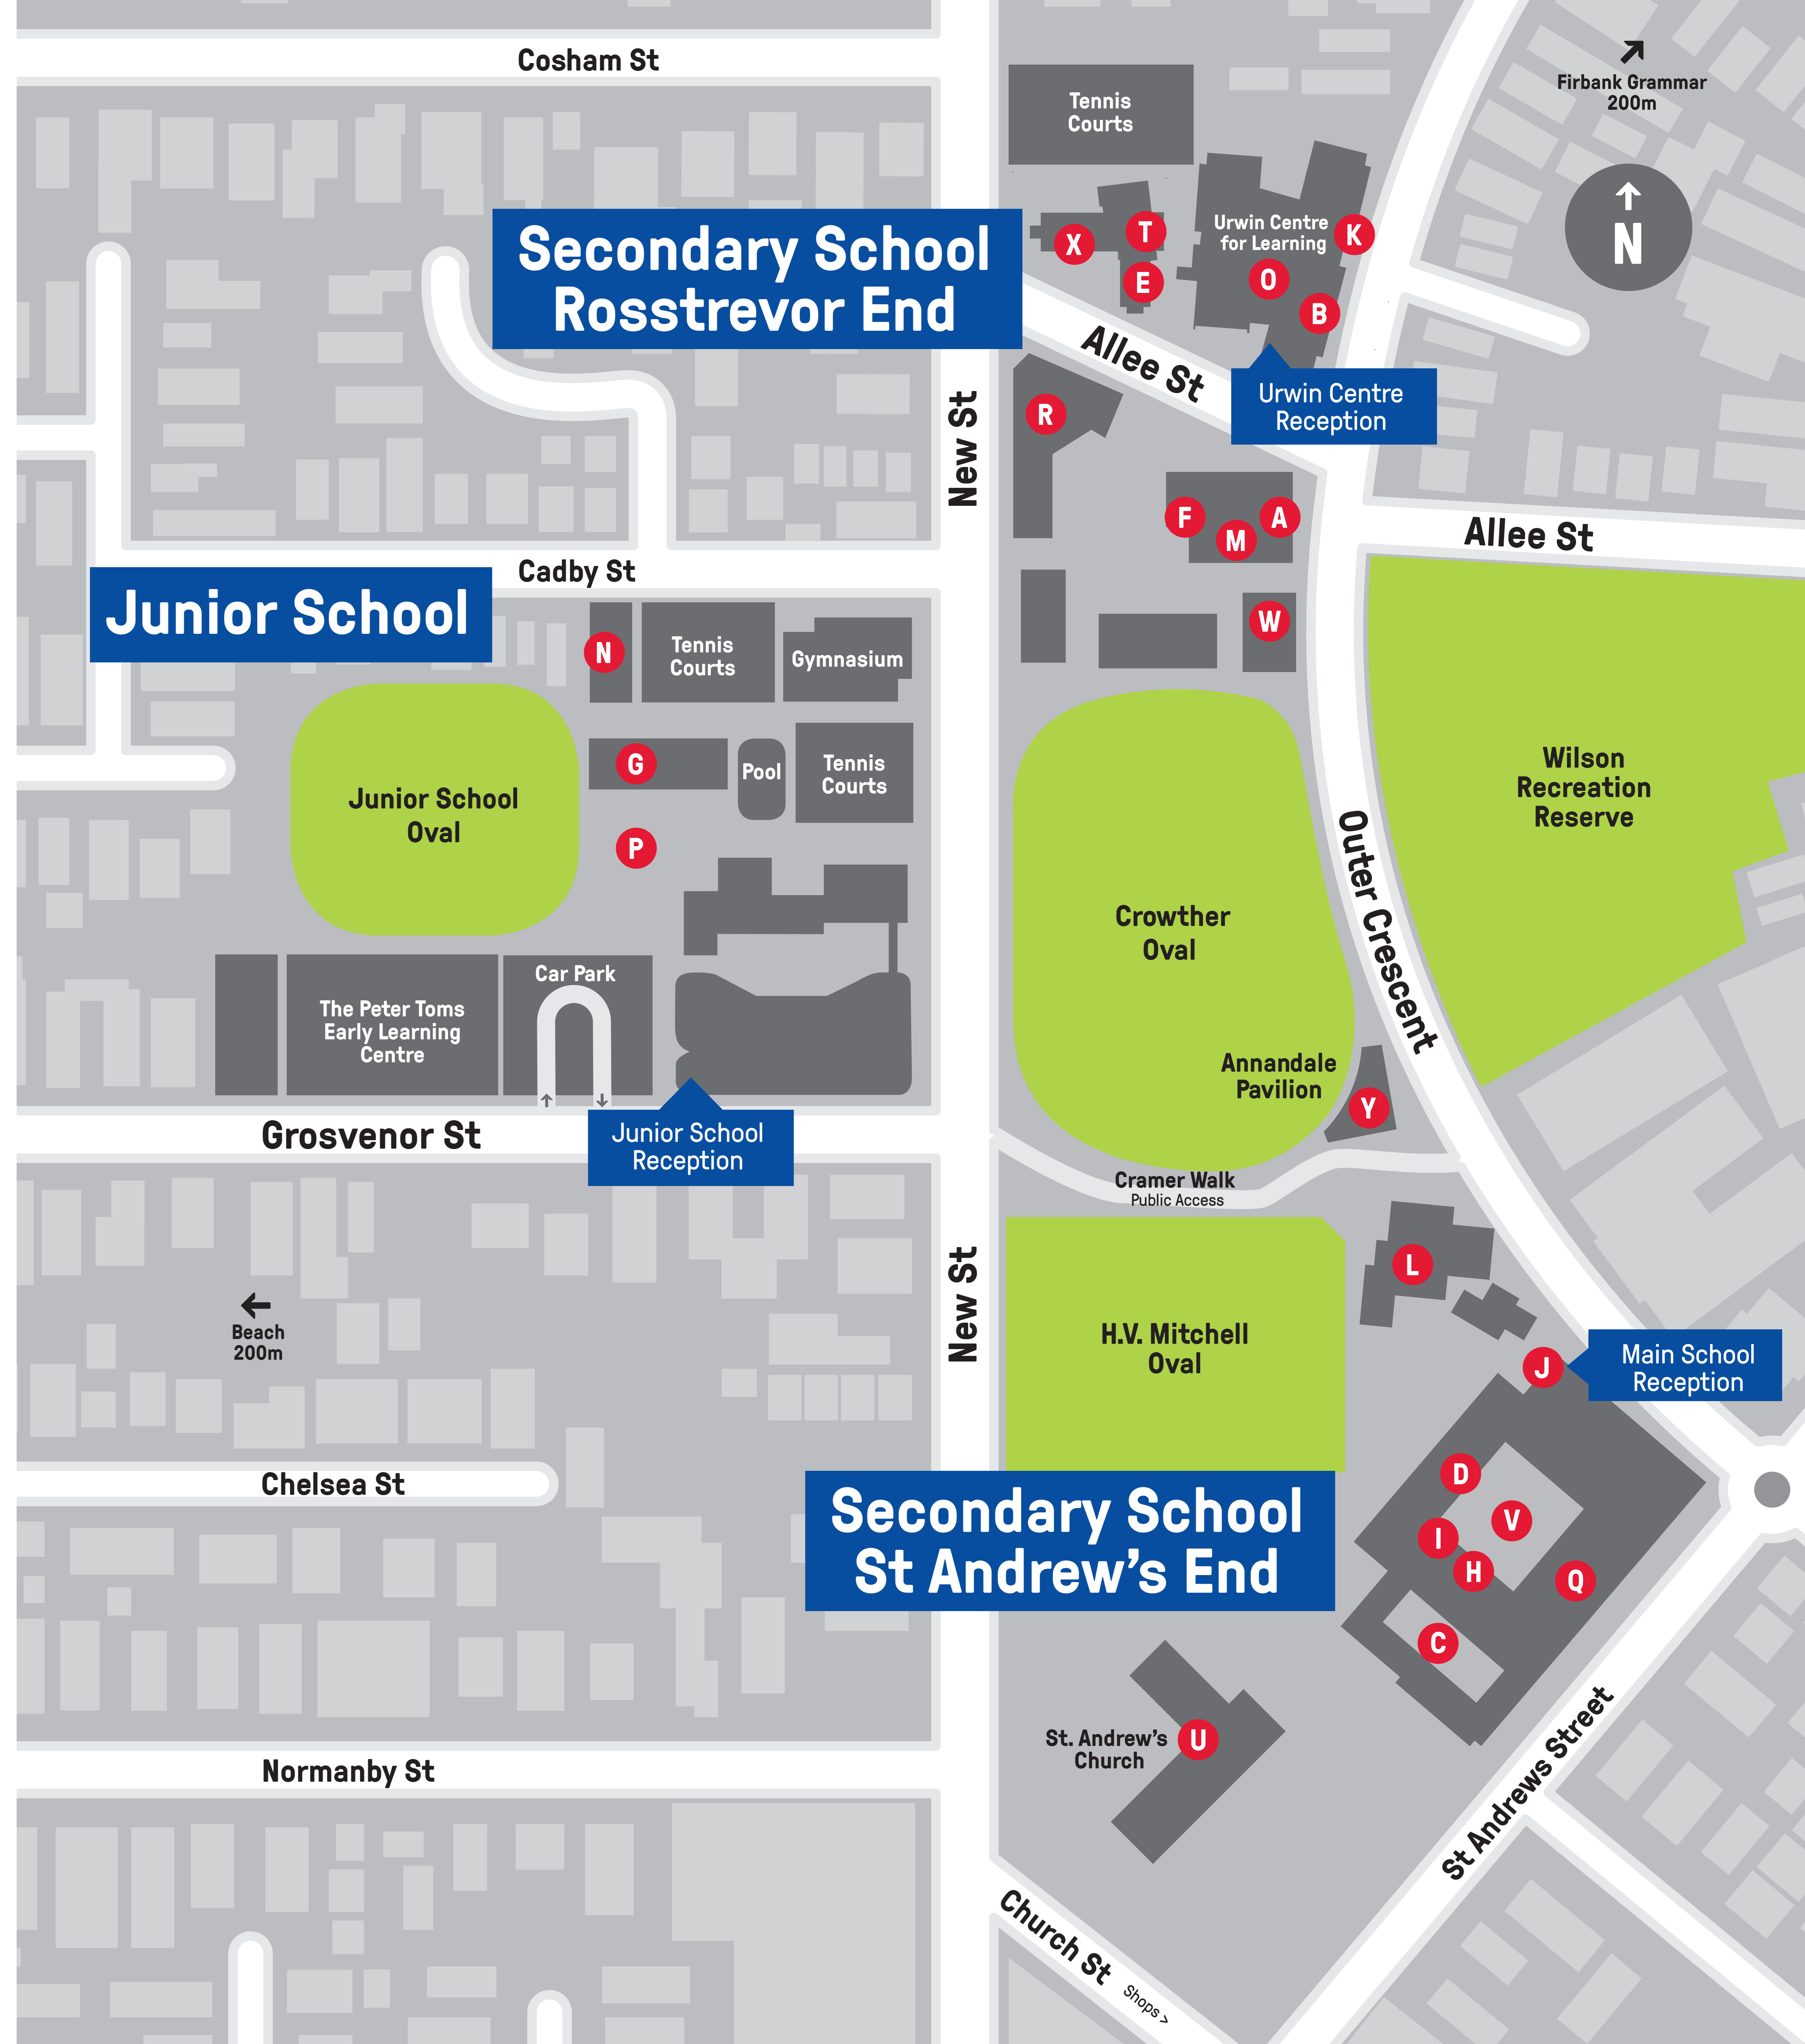 Cosham St
Firbank Grammar
200m
N
Tennis
Courts
Secondary School
Rosstrevor End
X
T
E
Urwin Centre
for Learning
K
O
B
Allee St
Urwin Centre
Reception
New St
R
F
M
A
Allee St
Cadby St
Junior School
N
Tennis
Courts
Gymnasium
W
G
Pool
Tennis
Courts
P
Junior School
Oval
Wilson
Recreation
Reserve
Outer Crescent
Crowther
Oval
Car Park
The Peter Toms
Early Learning
Centre
Annandale
Pavilion
Y
Grosvenor St
Junior School
Reception
Cramer Walk
Public Access
L
Beach
200m
New St
H.V. Mitchell
Oval
J
Main School
Reception
Chelsea St
Secondary School
St Andrew’s End
D
V
I
H
Q
C
St. Andrew’s
Church
U
Normanby St
St Andrews Street
Church St
Shops >